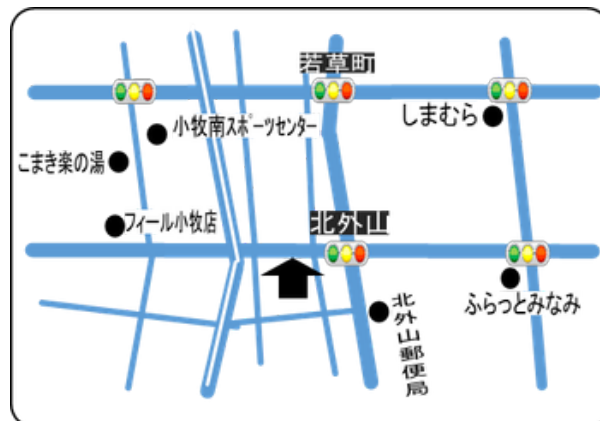 若草町
しまむら
小牧南スポーツセンター
こまき楽の湯
フィール小牧店
北外山
ふらっとみなみ
北外山郵便局